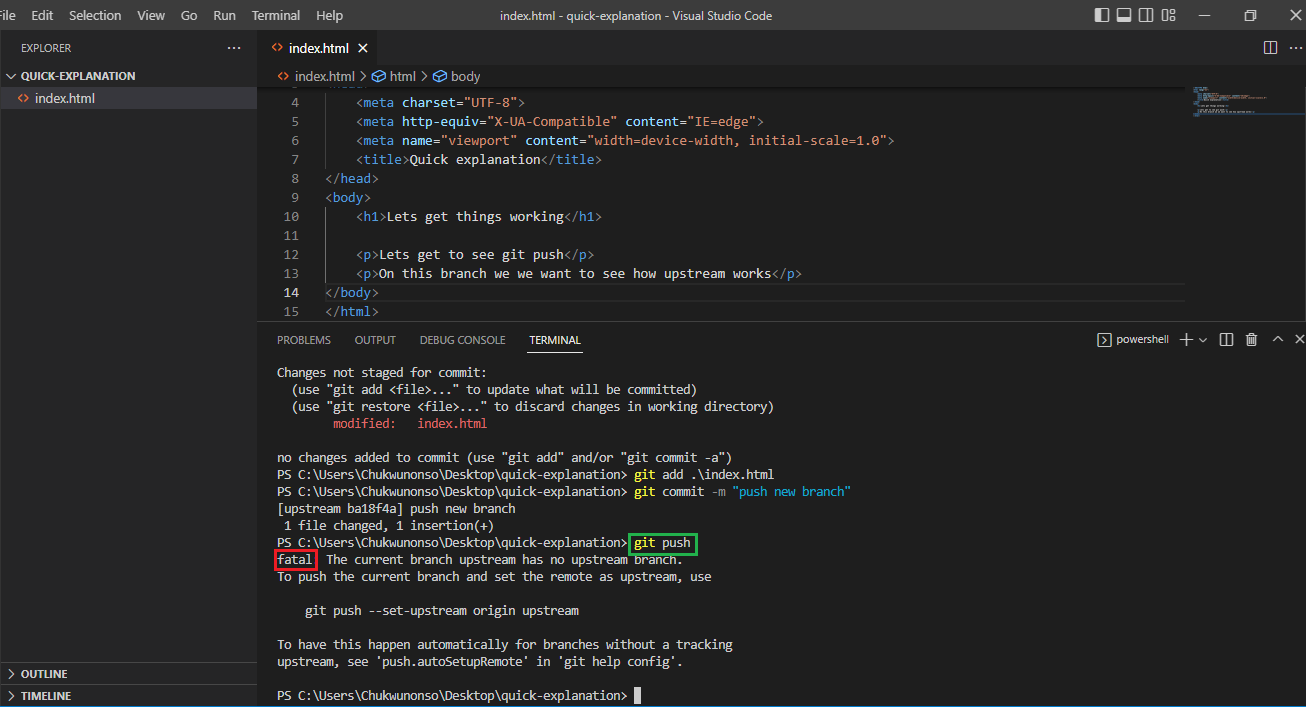 ile Edit Selection View Go Run Terminal Help index.html - quick-explanation - Visual Studio Code
EXPLORER
QUICK-EXPLANATION
index.html
index.html
index.html > html > body
4 <meta charset="UTF-8">
5 <meta http-equiv="X-UA-Compatible" content="IE=edge">
6 <meta name="viewport" content="width=device-width, initial-scale=1.0">
7 <title>Quick explanation</title>
8 </head>
9 <body>
10 <h1>Lets get things working</h1>
11
12 <p>Lets get to see git push</p>
13 <p>On this branch we we want to see how upstream works</p>
14 </body>
15 </html>
PROBLEMS OUTPUT DEBUG CONSOLE TERMINAL powershell
Changes not staged for commit:
(use "git add <file>..." to update what will be committed)
(use "git restore <file>..." to discard changes in working directory)
modified: index.html
no changes added to commit (use "git add" and/or "git commit -a")
PS C:\Users\Chukwunonso\Desktop\quick-explanation> git add .\index.html
PS C:\Users\Chukwunonso\Desktop\quick-explanation> git commit -m "push new branch"
[upstream ba18f4a] push new branch
1 file changed, 1 insertion(+)
PS C:\Users\Chukwunonso\Desktop\quick-explanation> git push
fatal The current branch upstream has no upstream branch.
To push the current branch and set the remote as upstream, use
git push --set-upstream origin upstream
To have this happen automatically for branches without a tracking
upstream, see 'push.autoSetupRemote' in 'git help config'.
PS C:\Users\Chukwunonso\Desktop\quick-explanation>
OUTLINE
TIMELINE